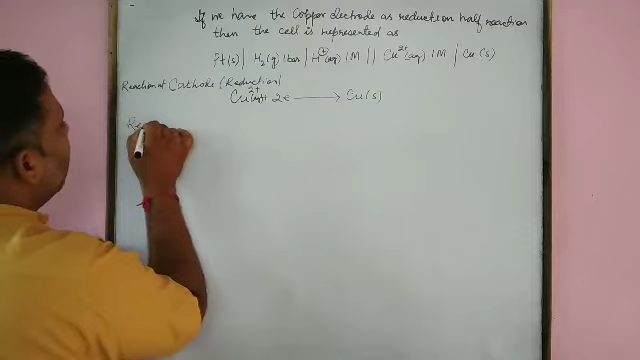 If we have the Copper electrode as reduction half reaction
then the cell is represented as
Pt(s) | H₂(g) 1bar | H⁺(aq) 1M || Cu²⁺(aq) 1M | Cu(s)
Reaction at Cathode (Reduction)
Cu²⁺(aq) + 2e ⟶ Cu(s)
Re